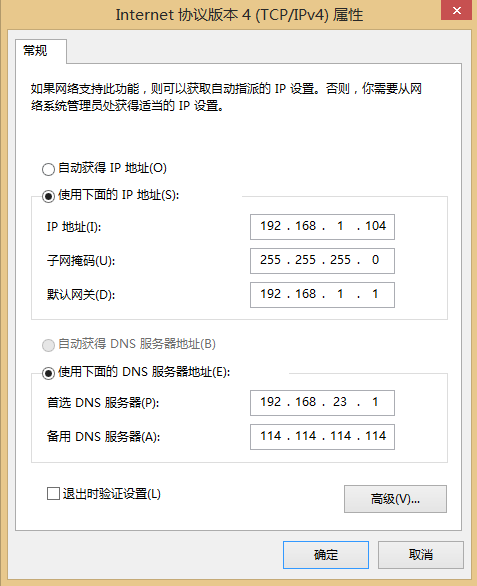 Internet 协议版本 4 (TCP/IPv4) 属性
常规
如果网络支持此功能，则可以获取自动指派的 IP 设置。否则，你需要从网
络系统管理员处获得适当的 IP 设置。
自动获得 IP 地址(O)
使用下面的 IP 地址(S):
IP 地址(I): 192 . 168 . 1 . 104
子网掩码(U): 255 . 255 . 255 . 0
默认网关(D): 192 . 168 . 1 . 1
自动获得 DNS 服务器地址(B)
使用下面的 DNS 服务器地址(E):
首选 DNS 服务器(P): 192 . 168 . 23 . 1
备用 DNS 服务器(A): 114 . 114 . 114 . 114
退出时验证设置(L)
高级(V)...
确定 取消